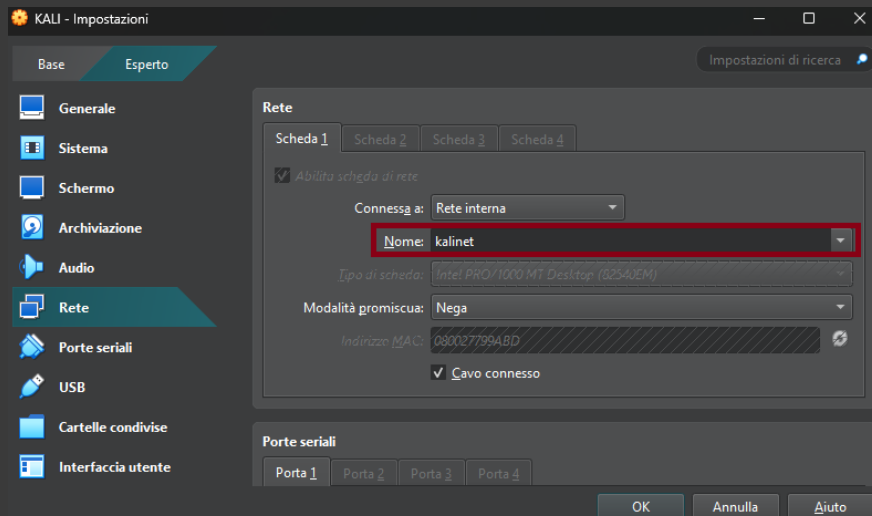 KALI - Impostazioni
Base Esperto Impostazioni di ricerca
Generale
Sistema
Schermo
Archiviazione
Audio
Rete
Porte seriali
USB
Cartelle condivise
Interfaccia utente
Rete
Scheda 1 Scheda 2 Scheda 3 Scheda 4
Abilita scheda di rete
Connessa a: Rete interna
Nome: kalinet
Tipo di scheda: Intel PRO/1000 MT Desktop (82540EM)
Modalità promiscua: Nega
Indirizzo MAC: 080027799ABD
Cavo connesso
Porte seriali
Porta 1 Porta 2 Porta 3 Porta 4
OK Annulla Aiuto